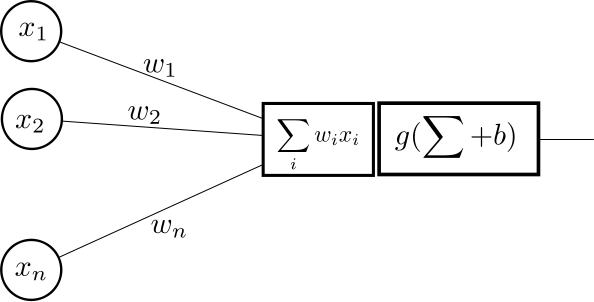 x₁
w₁
x₂
w₂
∑ᵢ wᵢxᵢ
g(∑ +b)
wₙ
xₙ